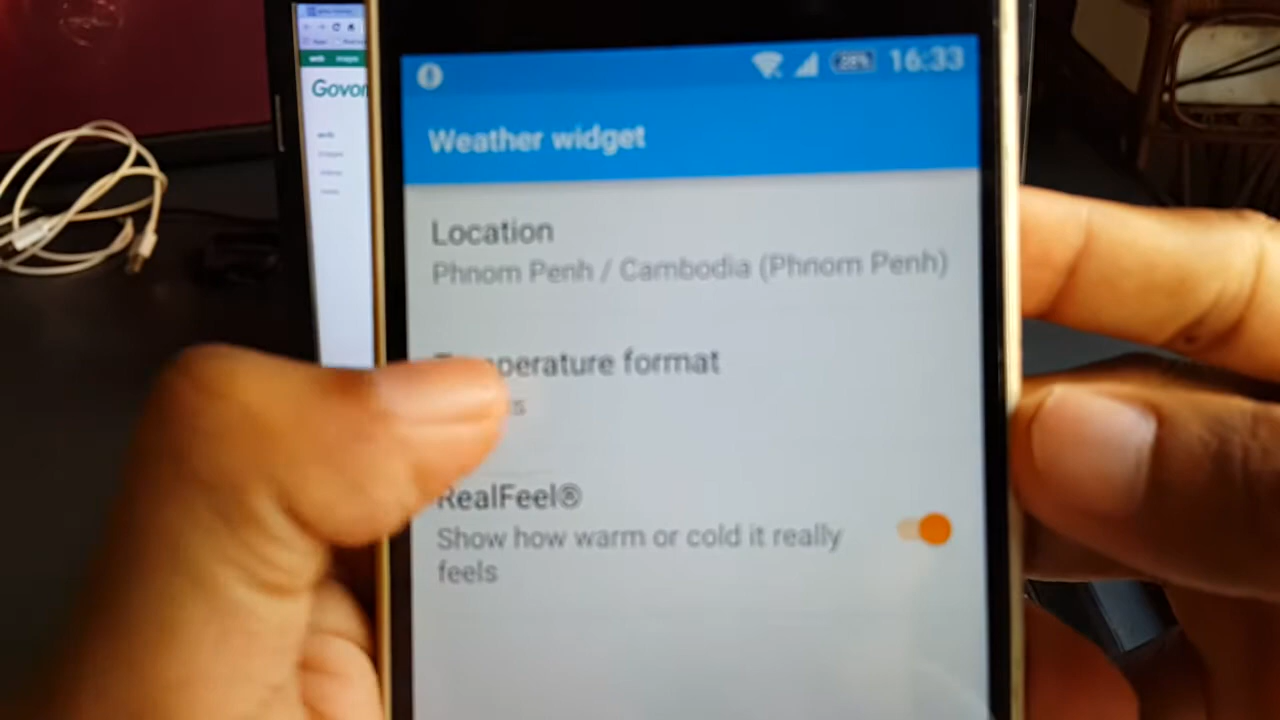 Govor
28%
16:33
Weather widget
Location
Phnom Penh / Cambodia (Phnom Penh)
perature format
s
RealFeel®
Show how warm or cold it really
feels